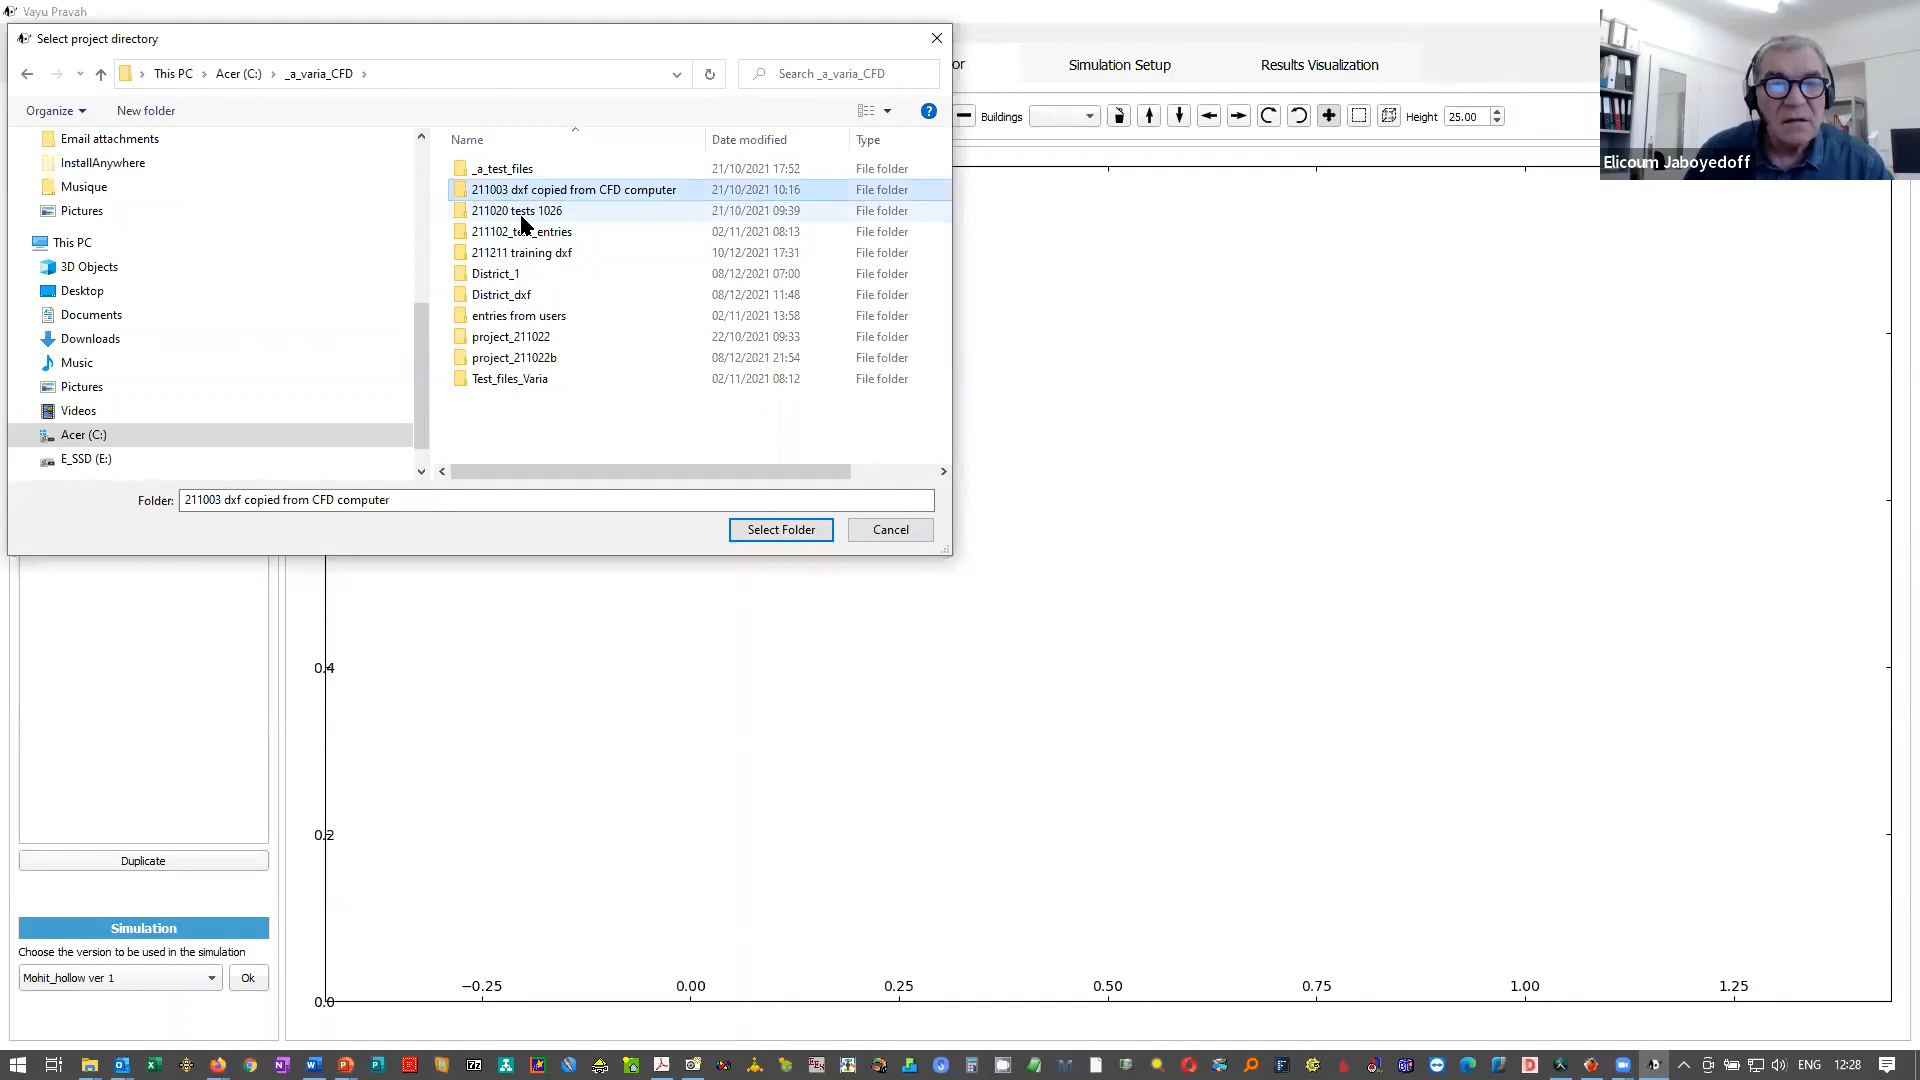 Vayu Pravah
Select project directory
This PC > Acer (C:) > _a_varia_CFD >
Search _a_varia_CFD
or
Simulation Setup
Results Visualization
Organize
New folder
Buildings
Height 25.00
Elicoum Jaboyedoff
Email attachments
InstallAnywhere
Musique
Pictures
This PC
3D Objects
Desktop
Documents
Downloads
Music
Pictures
Videos
Acer (C:)
E_SSD (E:)
Name Date modified Type
_a_test_files 21/10/2021 17:52 File folder
211003 dxf copied from CFD computer 21/10/2021 10:16 File folder
211020 tests 1026 21/10/2021 09:39 File folder
02/11/2021 08:13 File folder
211211 training dxf 10/12/2021 17:31 File folder
District_1 08/12/2021 07:00 File folder
District_dxf 08/12/2021 11:48 File folder
entries from users 02/11/2021 13:58 File folder
project_211022 22/10/2021 09:33 File folder
project_211022b 08/12/2021 21:54 File folder
Test_files_Varia 02/11/2021 08:12 File folder
Folder: 211003 dxf copied from CFD computer
Select Folder Cancel
0.4
0.2
0.0
−0.25 0.00 0.25 0.50 0.75 1.00 1.25
Duplicate
Simulation
Choose the version to be used in the simulation
Mohit_hollow ver 1 Ok
ENG 12:28